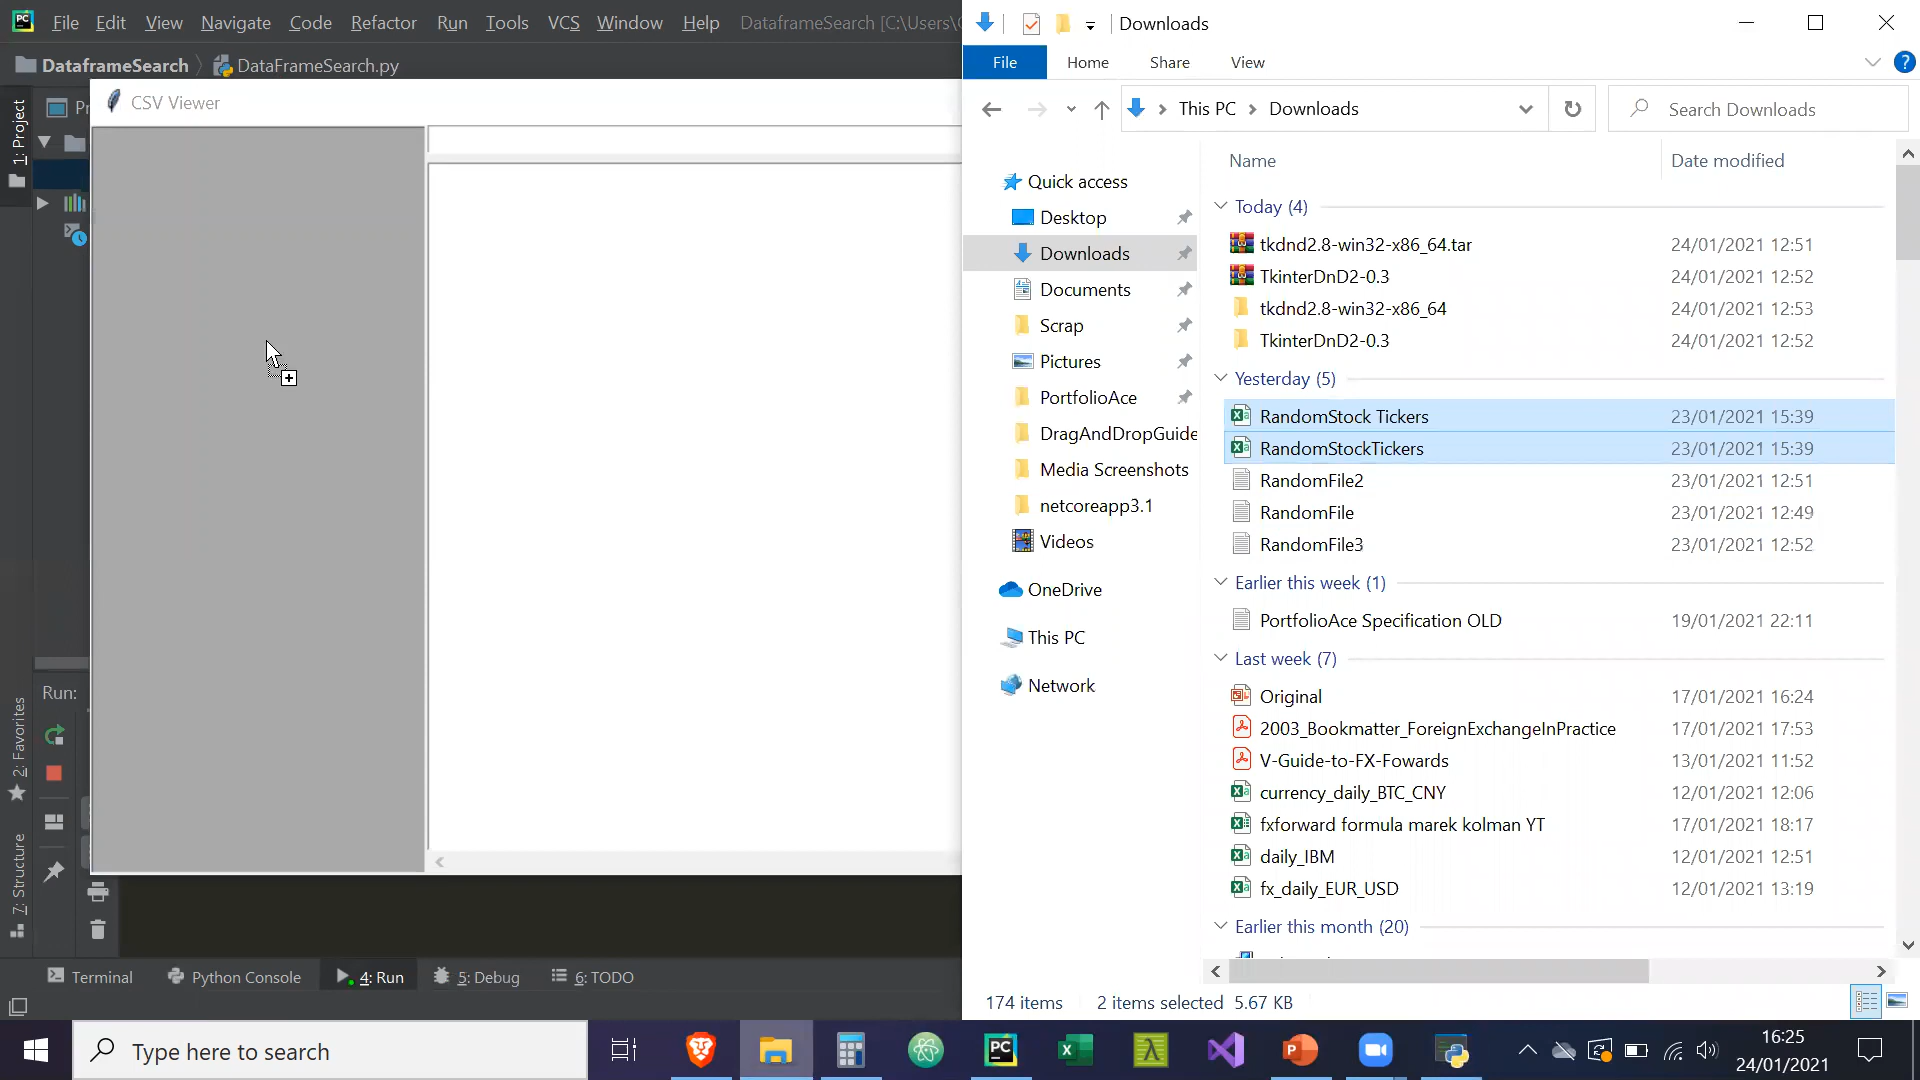 File Edit View Navigate Code Refactor Run Tools VCS Window Help DataframeSearch [C:\Users\
DataframeSearch DataFrameSearch.py
1: Project
CSV Viewer
Run:
2: Favorites
7: Structure
Terminal Python Console 4: Run 5: Debug 6: TODO
Downloads
File Home Share View
This PC Downloads Search Downloads
Name Date modified
Quick access
Desktop
Downloads
Documents
Scrap
Pictures
PortfolioAce
DragAndDropGuide
Media Screenshots
netcoreapp3.1
Videos
OneDrive
This PC
Network
Today (4)
tkdnd2.8-win32-x86_64.tar 24/01/2021 12:51
TkinterDnD2-0.3 24/01/2021 12:52
tkdnd2.8-win32-x86_64 24/01/2021 12:53
TkinterDnD2-0.3 24/01/2021 12:52
Yesterday (5)
RandomStock Tickers 23/01/2021 15:39
RandomStockTickers 23/01/2021 15:39
RandomFile2 23/01/2021 12:51
RandomFile 23/01/2021 12:49
RandomFile3 23/01/2021 12:52
Earlier this week (1)
PortfolioAce Specification OLD 19/01/2021 22:11
Last week (7)
Original 17/01/2021 16:24
2003_Bookmatter_ForeignExchangeInPractice 17/01/2021 17:53
V-Guide-to-FX-Fowards 13/01/2021 11:52
currency_daily_BTC_CNY 12/01/2021 12:06
fxforward formula marek kolman YT 17/01/2021 18:17
daily_IBM 12/01/2021 12:51
fx_daily_EUR_USD 12/01/2021 13:19
Earlier this month (20)
174 items 2 items selected 5.67 KB
Type here to search
16:25
24/01/2021